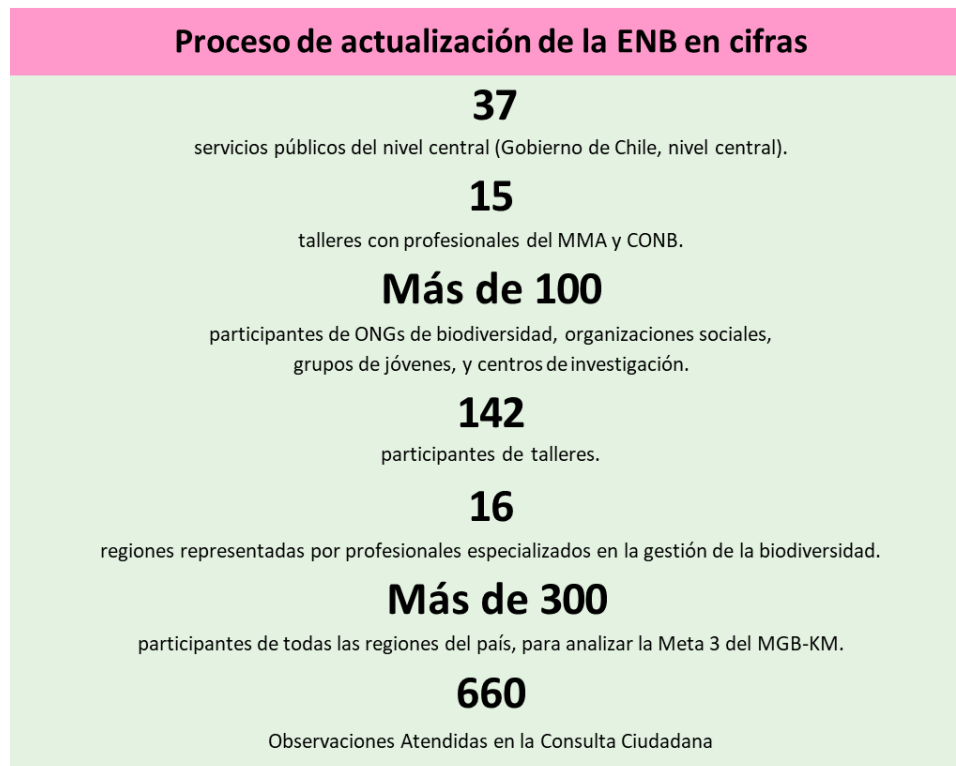 Proceso de actualización de la ENB en cifras
37
servicios públicos del nivel central (Gobierno de Chile, nivel central).
15
talleres con profesionales del MMA y CONB.
Más de 100
participantes de ONGs de biodiversidad, organizaciones sociales,
grupos de jóvenes, y centros de investigación.
142
participantes de talleres.
16
regiones representadas por profesionales especializados en la gestión de la biodiversidad.
Más de 300
participantes de todas las regiones del país, para analizar la Meta 3 del MGB-KM.
660
Observaciones Atendidas en la Consulta Ciudadana